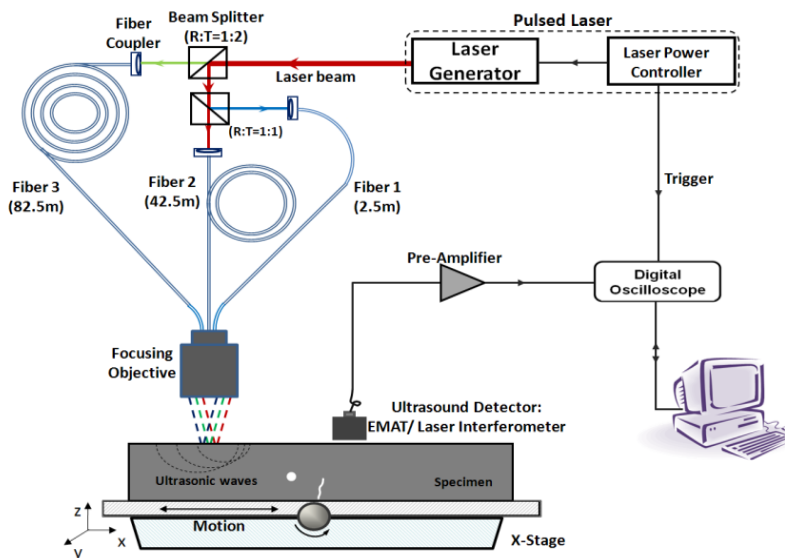 Beam Splitter
(R:T=1:2)
Fiber
Coupler
Pulsed Laser
Laser
Generator
Laser Power
Controller
Laser beam
(R:T=1:1)
Fiber 3
(82.5m)
Fiber 2
(42.5m)
Fiber 1
(2.5m)
Trigger
Pre-Amplifier
Digital
Oscilloscope
Focusing
Objective
Ultrasound Detector:
EMAT/ Laser Interferometer
Ultrasonic waves
Specimen
Motion
X-Stage
z
x
y